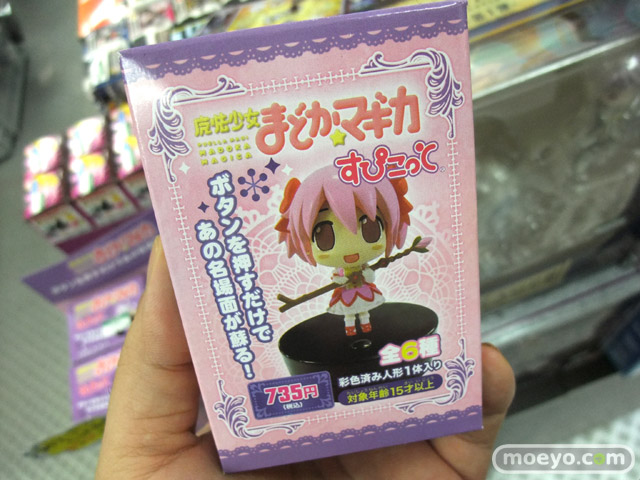 魔法少女
まどか★マギカ
PUELLA MAGI
MADOKA
MAGICA
すぴこっと
ボタンを押すだけで
あの名場面が蘇る!
全6種
彩色済み人形1体入り
対象年齢15才以上
735円
(税込)
moeyo.com